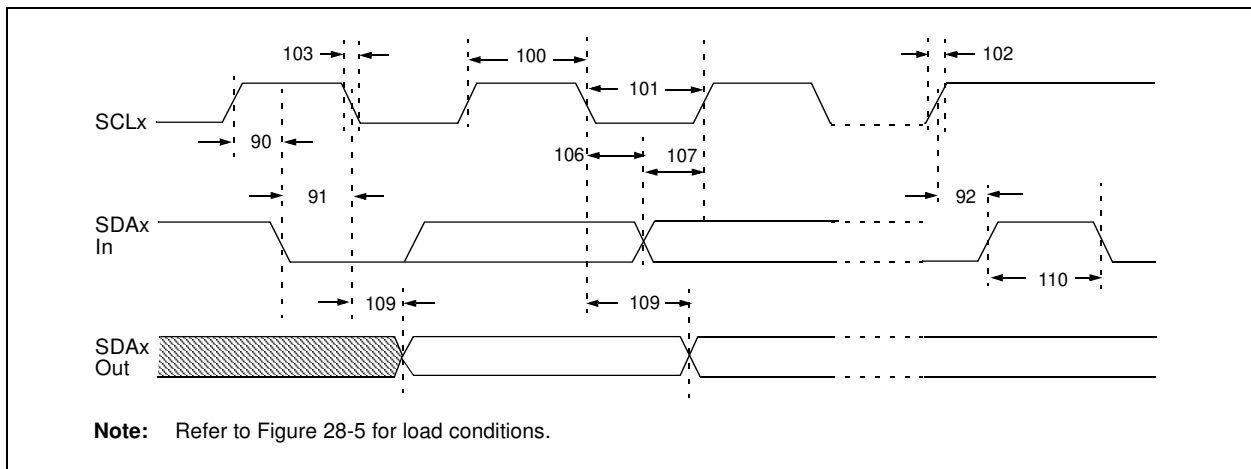 103
100
102
101
SCLx
90
106
107
91
92
SDAx
In
110
109
109
SDAx
Out
Note: Refer to Figure 28-5 for load conditions.